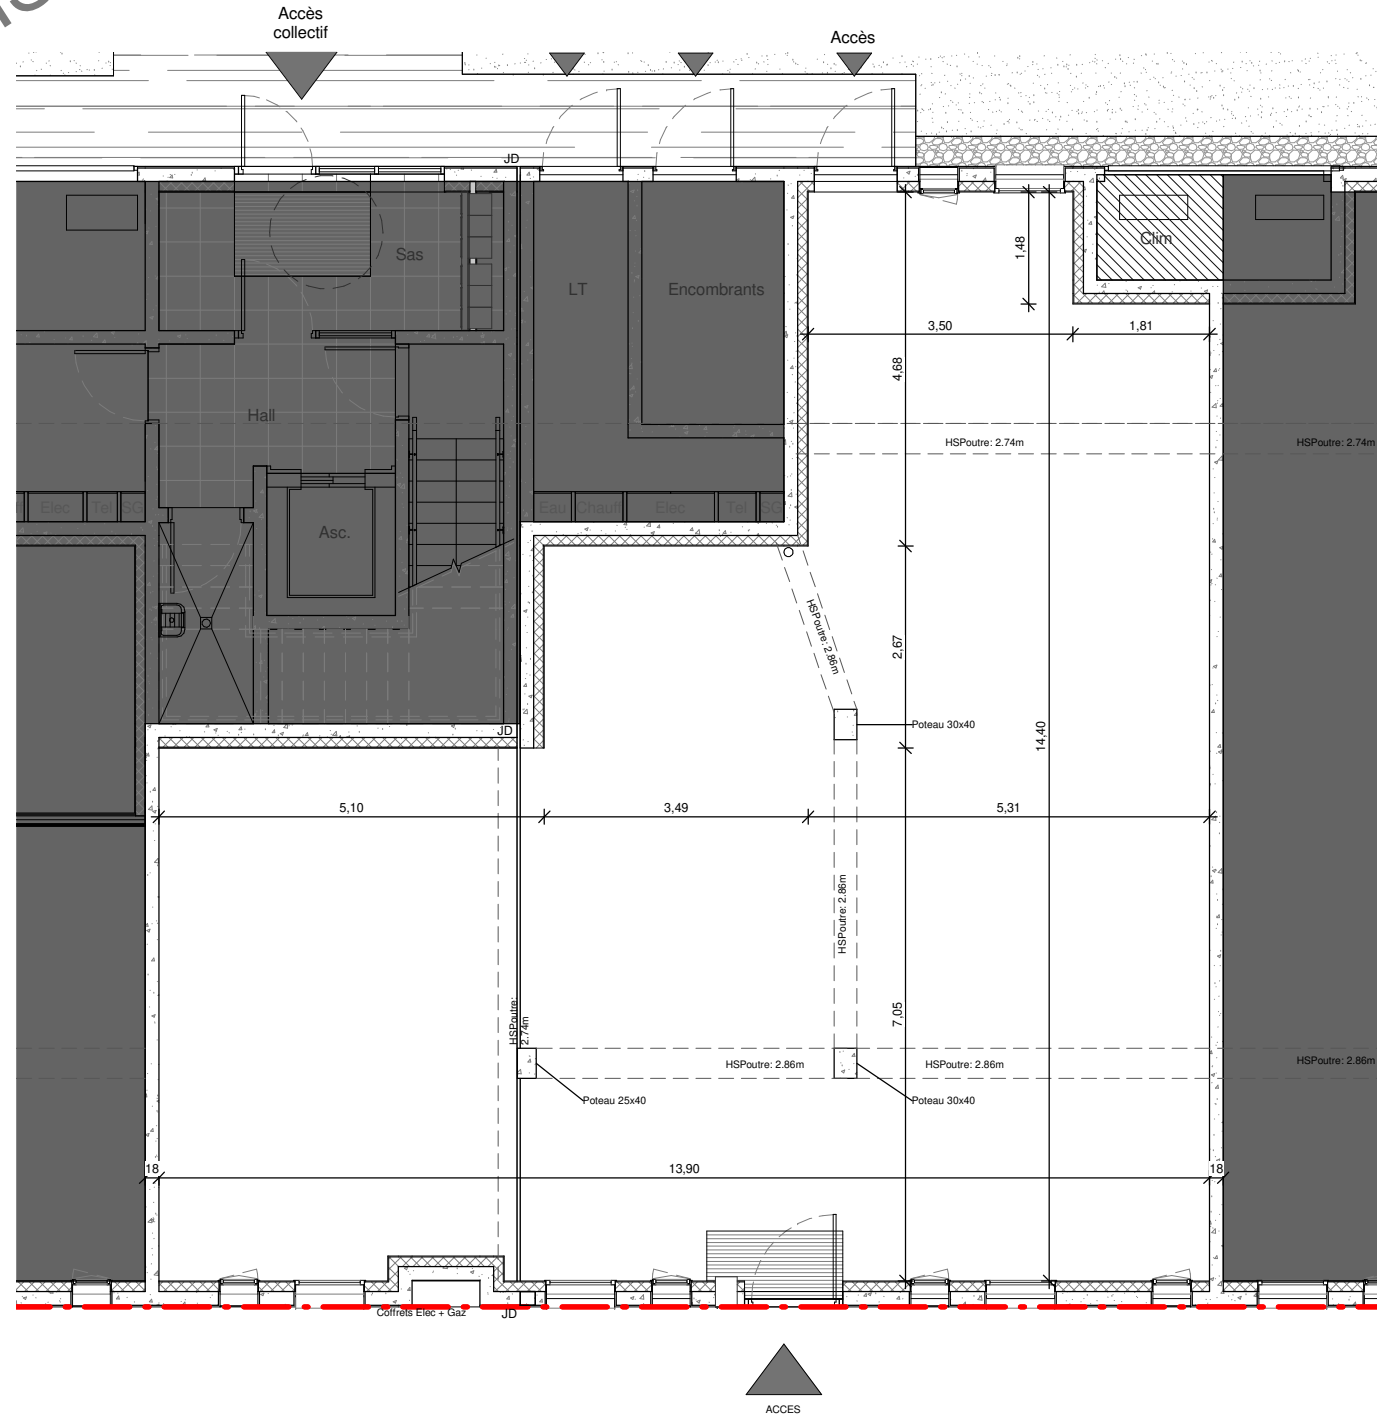 Accès
collectif
Accès
JD
Sas
Clim
1,48
LT
Encombrants
3,50
1,81
4,68
Hall
HSPoutre: 2.74m
HSPoutre: 2.74m
Elec
Tel
SG
Eau
Chauff
Elec
Tel
SG
Asc.
HSPoutre: 2.86m
2,67
Poteau 30x40
JD
14,40
5,10
3,49
5,31
HSPoutre: 2.86m
HSPoutre:
2.74m
7,05
HSPoutre: 2.86m
HSPoutre: 2.86m
HSPoutre: 2.86m
Poteau 25x40
Poteau 30x40
18
13,90
18
Coffrets Elec + Gaz
JD
ACCES